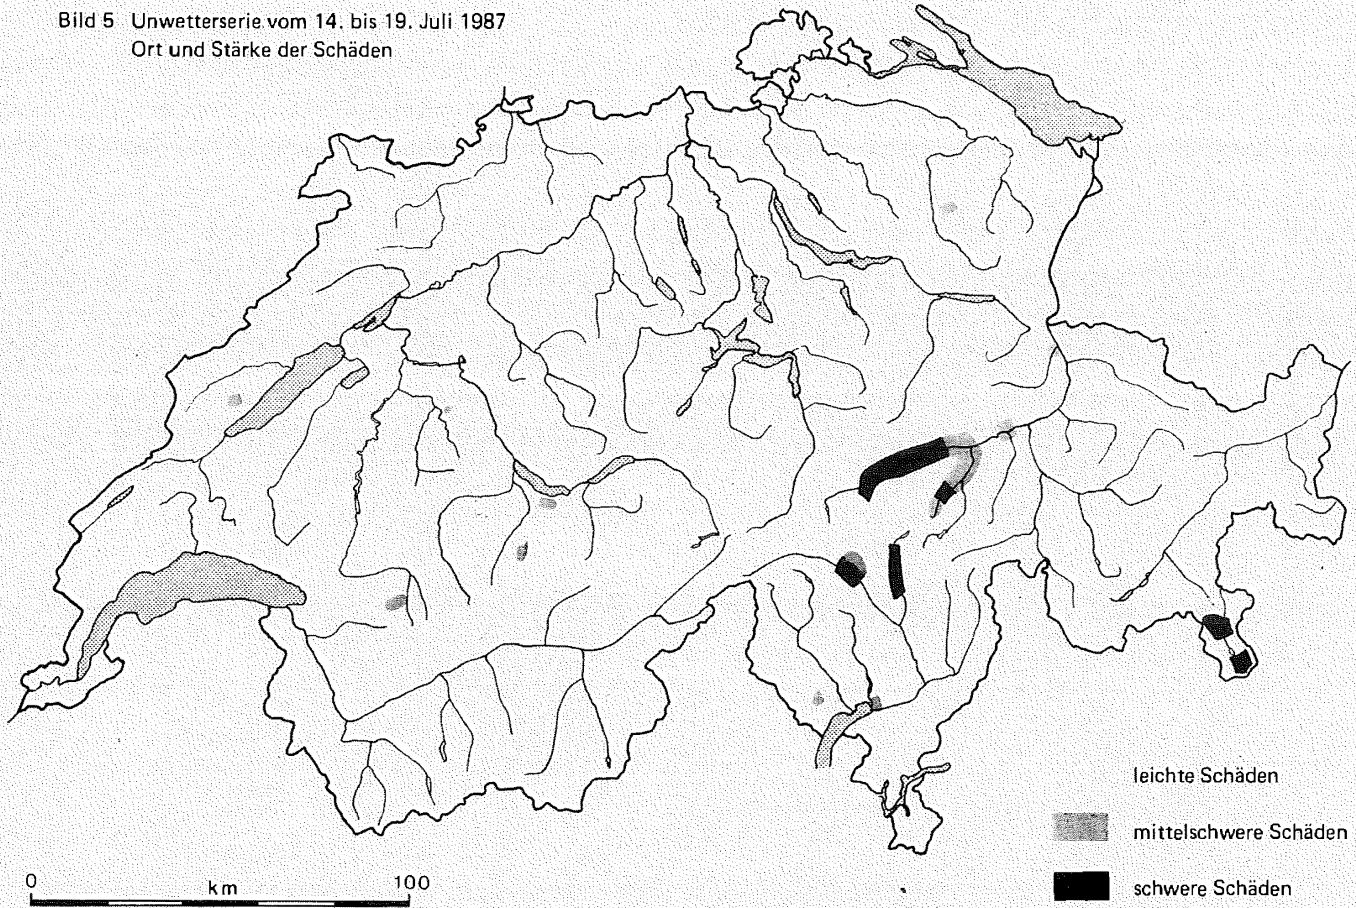 Bild 5 Unwetterserie vom 14. bis 19. Juli 1987
Ort und Stärke der Schäden
leichte Schäden
mittelschwere Schäden
schwere Schäden
0 km 100